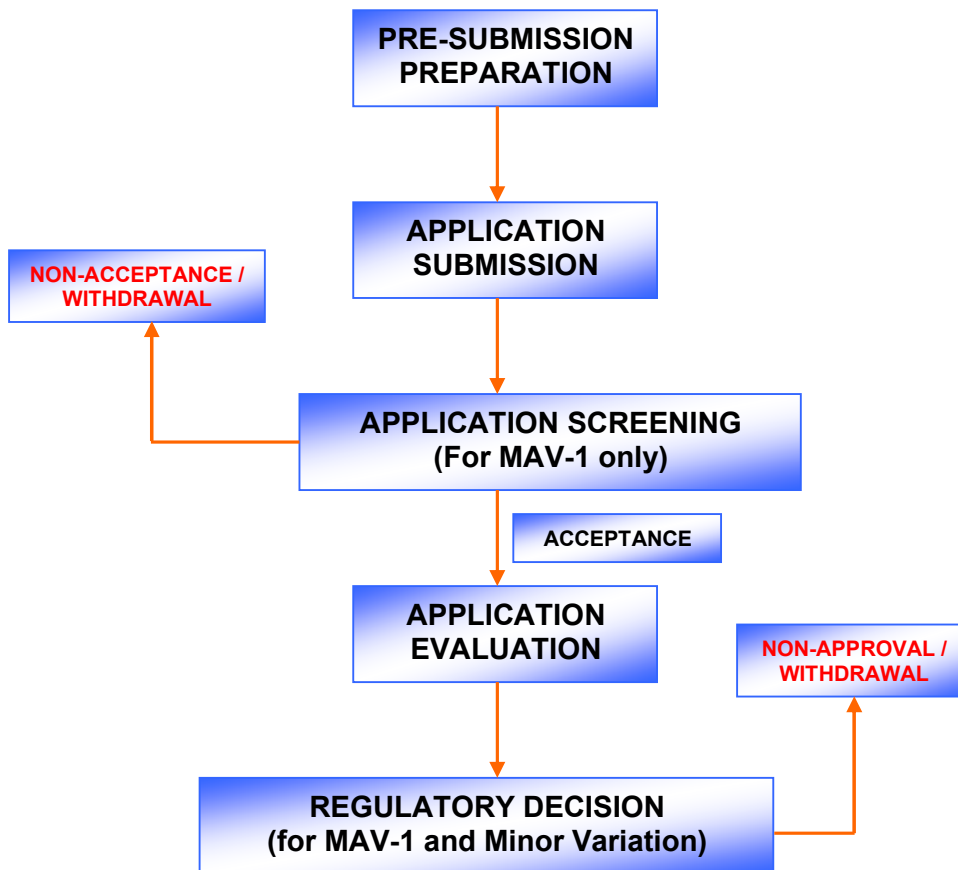 PRE-SUBMISSION
PREPARATION
APPLICATION
SUBMISSION
NON-ACCEPTANCE /
WITHDRAWAL
APPLICATION SCREENING
(For MAV-1 only)
ACCEPTANCE
APPLICATION
EVALUATION
NON-APPROVAL /
WITHDRAWAL
REGULATORY DECISION
(for MAV-1 and Minor Variation)